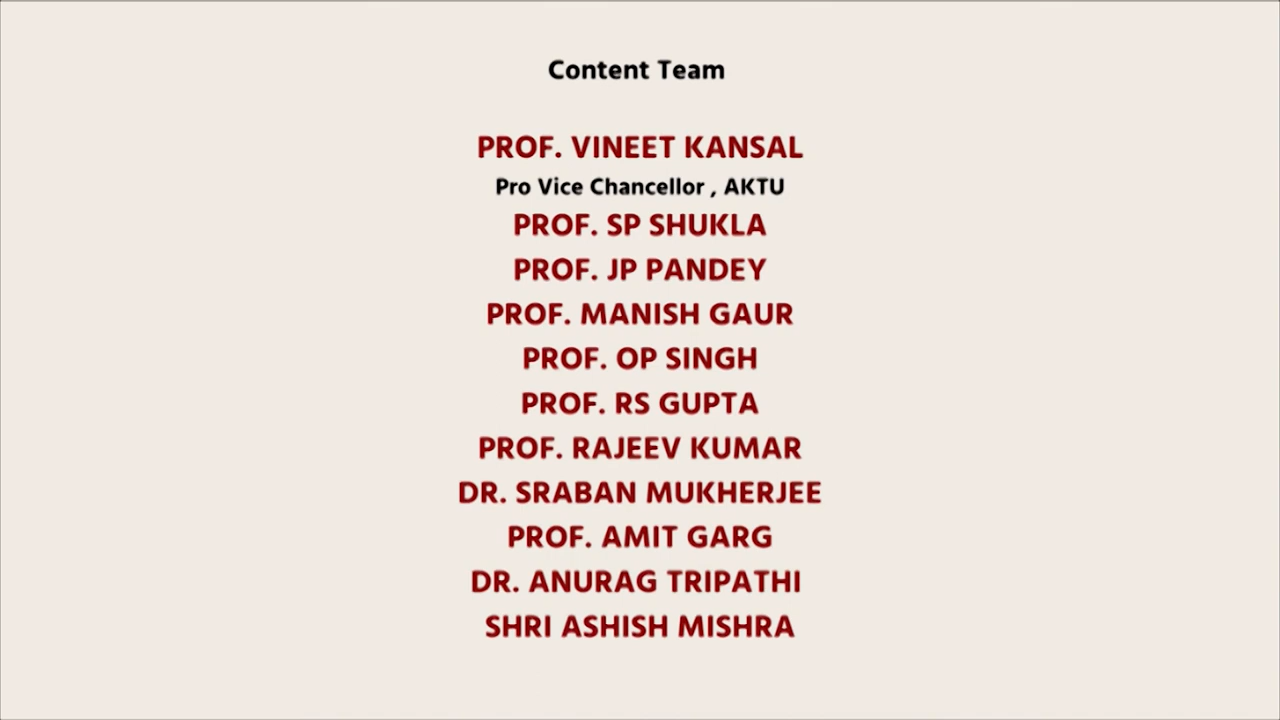 Content Team
PROF. VINEET KANSAL
Pro Vice Chancellor , AKTU
PROF. SP SHUKLA
PROF. JP PANDEY
PROF. MANISH GAUR
PROF. OP SINGH
PROF. RS GUPTA
PROF. RAJEEV KUMAR
DR. SRABAN MUKHERJEE
PROF. AMIT GARG
DR. ANURAG TRIPATHI
SHRI ASHISH MISHRA